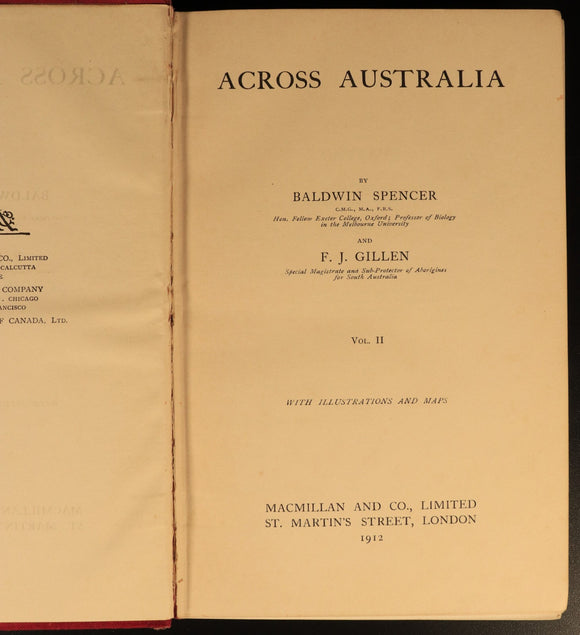 &
CO., LIMITED
CALCUTTA
COMPANY
. CHICAGO
ANCISCO
F CANADA, LTD.
ACROSS AUSTRALIA
BY
BALDWIN SPENCER
C.M.G., M.A., F.R.S.
Hon. Fellow Exeter College, Oxford; Professor of Biology
in the Melbourne University
AND
F. J. GILLEN
Special Magistrate and Sub-Protector of Aborigines
for South Australia
VOL. II
WITH ILLUSTRATIONS AND MAPS
MACMILLAN AND CO., LIMITED
ST. MARTIN'S STREET, LONDON
1912